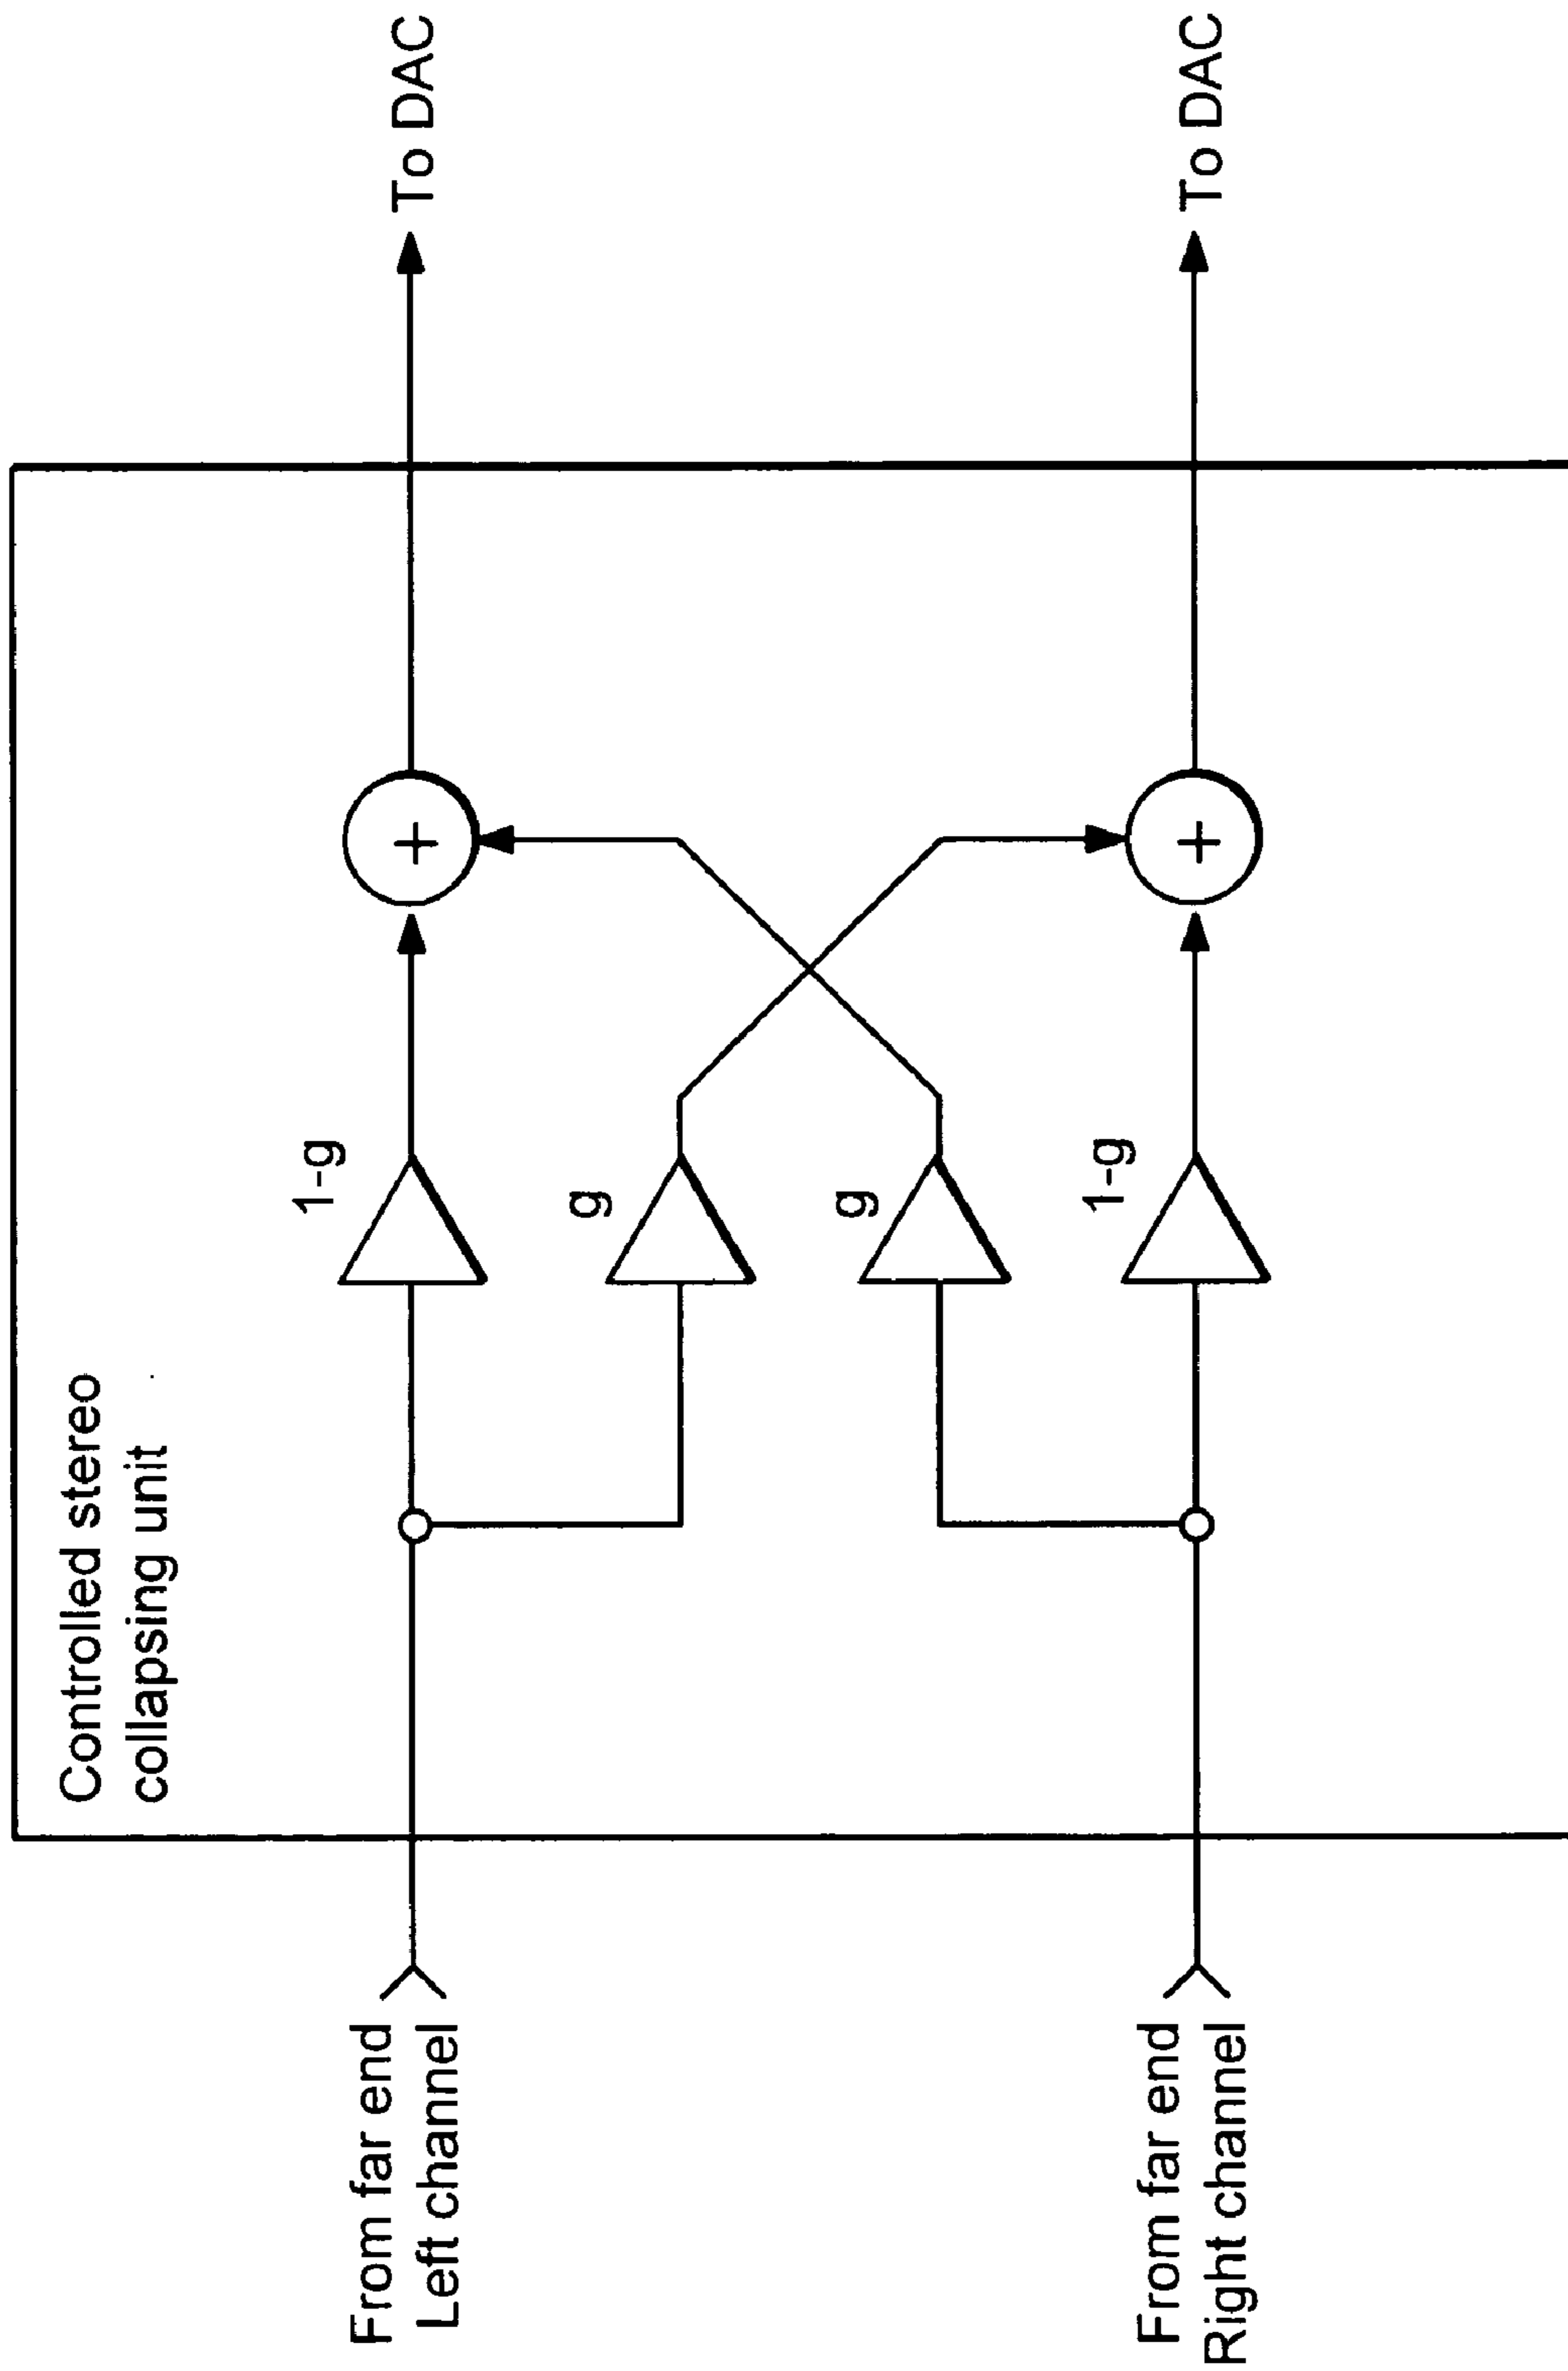 Controlled stereo
collapsing unit
From far end
Left channel
1-g
+
To DAC
g
g
From far end
Right channel
1-g
+
To DAC